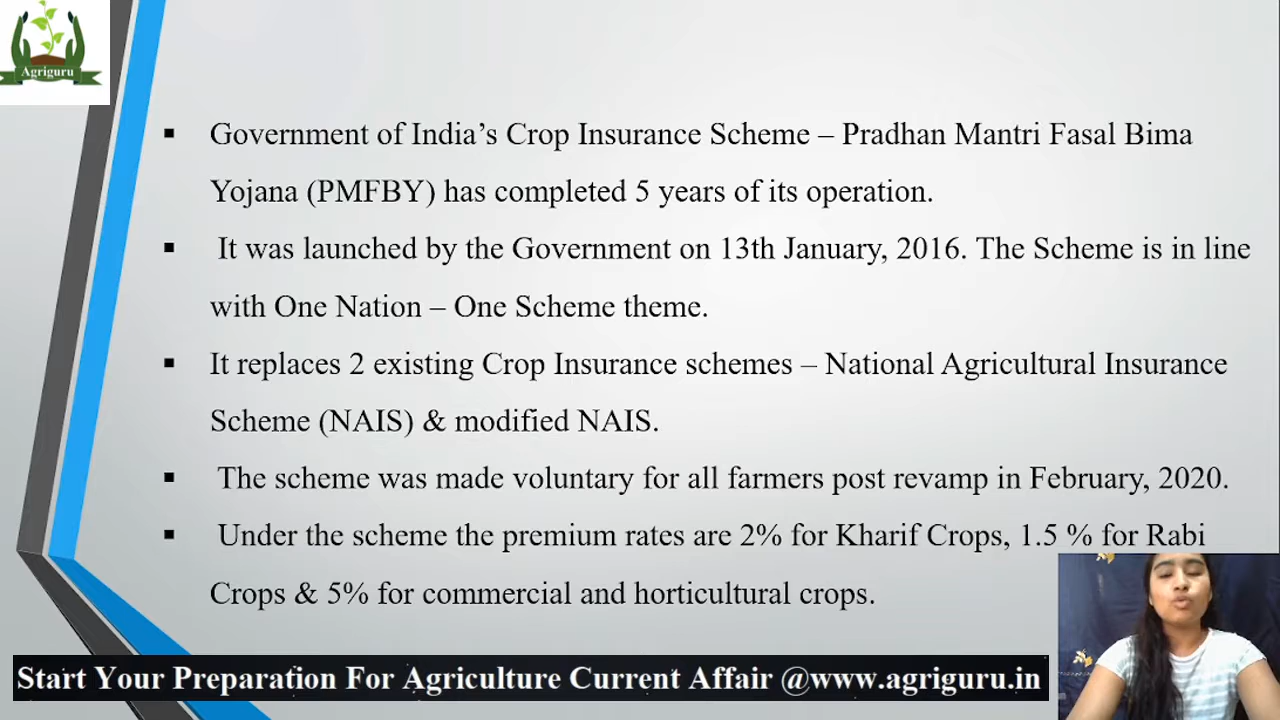 Agriguru
▪ Government of India’s Crop Insurance Scheme – Pradhan Mantri Fasal Bima
Yojana (PMFBY) has completed 5 years of its operation.
▪ It was launched by the Government on 13th January, 2016. The Scheme is in line
with One Nation – One Scheme theme.
▪ It replaces 2 existing Crop Insurance schemes – National Agricultural Insurance
Scheme (NAIS) & modified NAIS.
▪ The scheme was made voluntary for all farmers post revamp in February, 2020.
▪ Under the scheme the premium rates are 2% for Kharif Crops, 1.5 % for Rabi
Crops & 5% for commercial and horticultural crops.
Start Your Preparation For Agriculture Current Affair @www.agriguru.in